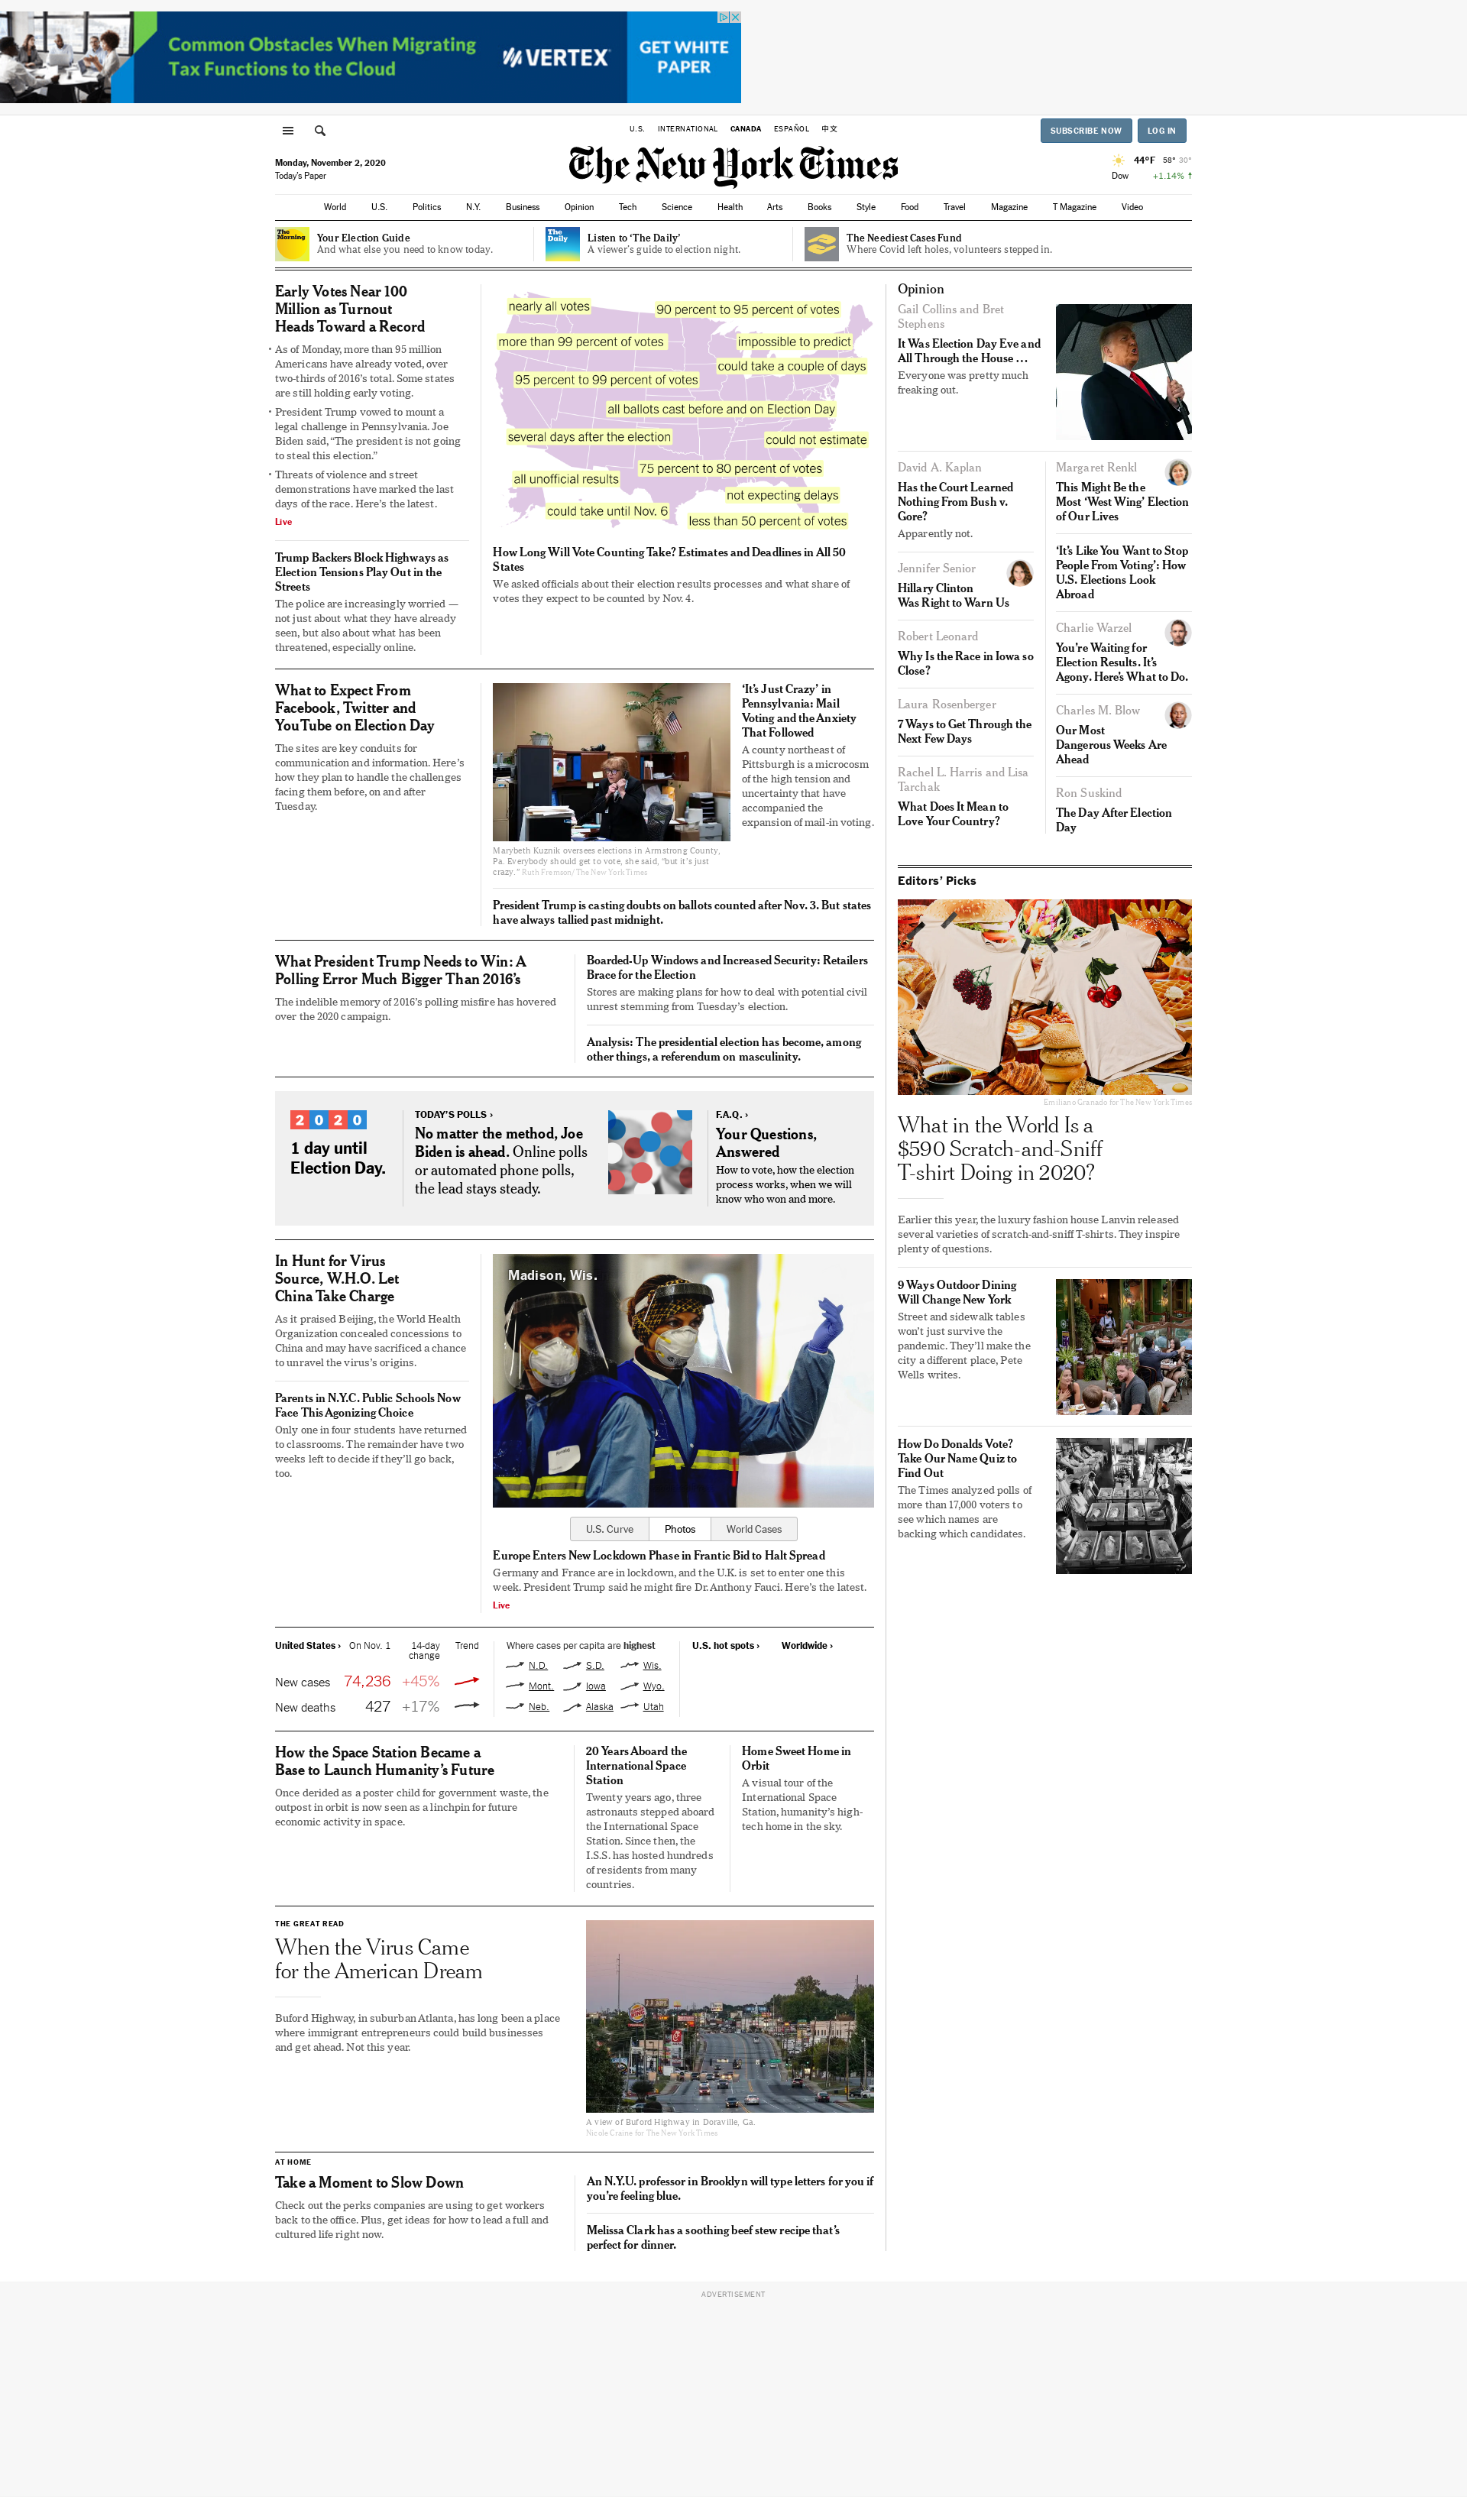 Common Obstacles When Migrating
Tax Functions to the Cloud
VERTEX
GET WHITE
PAPER
U.S. INTERNATIONAL CANADA ESPAÑOL 中文
SUBSCRIBE NOW
LOG IN
Monday, November 2, 2020
Today's Paper
The New York Times
44°F 58° 30°
Dow +1.14% ↑
World U.S. Politics N.Y. Business Opinion Tech Science Health Arts Books Style Food Travel Magazine T Magazine Video
The Morning
Your Election Guide
And what else you need to know today.
The Daily
Listen to ‘The Daily’
A viewer’s guide to election night.
The Neediest Cases Fund
Where Covid left holes, volunteers stepped in.
Early Votes Near 100
Million as Turnout
Heads Toward a Record
• As of Monday, more than 95 million
Americans have already voted, over
two-thirds of 2016’s total. Some states
are still holding early voting.
• President Trump vowed to mount a
legal challenge in Pennsylvania. Joe
Biden said, “The president is not going
to steal this election.”
• Threats of violence and street
demonstrations have marked the last
days of the race. Here’s the latest.
Live
Trump Backers Block Highways as
Election Tensions Play Out in the
Streets
The police are increasingly worried —
not just about what they have already
seen, but also about what has been
threatened, especially online.
nearly all votes
90 percent to 95 percent of votes
more than 99 percent of votes
impossible to predict
could take a couple of days
95 percent to 99 percent of votes
all ballots cast before and on Election Day
several days after the election
could not estimate
75 percent to 80 percent of votes
all unofficial results
not expecting delays
could take until Nov. 6
less than 50 percent of votes
How Long Will Vote Counting Take? Estimates and Deadlines in All 50
States
We asked officials about their election results processes and what share of
votes they expect to be counted by Nov. 4.
What to Expect From
Facebook, Twitter and
YouTube on Election Day
The sites are key conduits for
communication and information. Here’s
how they plan to handle the challenges
facing them before, on and after
Tuesday.
Marybeth Kuznik oversees elections in Armstrong County,
Pa. Everybody should get to vote, she said, “but it’s just
crazy.” Ruth Fremson/The New York Times
‘It’s Just Crazy’ in
Pennsylvania: Mail
Voting and the Anxiety
That Followed
A county northeast of
Pittsburgh is a microcosm
of the high tension and
uncertainty that have
accompanied the
expansion of mail-in voting.
President Trump is casting doubts on ballots counted after Nov. 3. But states
have always tallied past midnight.
What President Trump Needs to Win: A
Polling Error Much Bigger Than 2016’s
The indelible memory of 2016’s polling misfire has hovered
over the 2020 campaign.
Boarded-Up Windows and Increased Security: Retailers
Brace for the Election
Stores are making plans for how to deal with potential civil
unrest stemming from Tuesday’s election.
Analysis: The presidential election has become, among
other things, a referendum on masculinity.
2020
1 day until
Election Day.
TODAY’S POLLS ›
No matter the method, Joe
Biden is ahead. Online polls
or automated phone polls,
the lead stays steady.
F.A.Q. ›
Your Questions,
Answered
How to vote, how the election
process works, when we will
know who won and more.
In Hunt for Virus
Source, W.H.O. Let
China Take Charge
As it praised Beijing, the World Health
Organization concealed concessions to
China and may have sacrificed a chance
to unravel the virus’s origins.
Parents in N.Y.C. Public Schools Now
Face This Agonizing Choice
Only one in four students have returned
to classrooms. The remainder have two
weeks left to decide if they’ll go back,
too.
Madison, Wis.
U.S. Curve Photos World Cases
Europe Enters New Lockdown Phase in Frantic Bid to Halt Spread
Germany and France are in lockdown, and the U.K. is set to enter one this
week. President Trump said he might fire Dr. Anthony Fauci. Here’s the latest.
Live
United States › On Nov. 1 14-day change Trend
New cases 74,236 +45%
New deaths 427 +17%
Where cases per capita are highest
N.D. S.D. Wis.
Mont. Iowa Wyo.
Neb. Alaska Utah
U.S. hot spots › Worldwide ›
How the Space Station Became a
Base to Launch Humanity’s Future
Once derided as a poster child for government waste, the
outpost in orbit is now seen as a linchpin for future
economic activity in space.
20 Years Aboard the
International Space
Station
Twenty years ago, three
astronauts stepped aboard
the International Space
Station. Since then, the
I.S.S. has hosted hundreds
of residents from many
countries.
Home Sweet Home in
Orbit
A visual tour of the
International Space
Station, humanity’s high-
tech home in the sky.
THE GREAT READ
When the Virus Came
for the American Dream
Buford Highway, in suburban Atlanta, has long been a place
where immigrant entrepreneurs could build businesses
and get ahead. Not this year.
A view of Buford Highway in Doraville, Ga.
Nicole Craine for The New York Times
AT HOME
Take a Moment to Slow Down
Check out the perks companies are using to get workers
back to the office. Plus, get ideas for how to lead a full and
cultured life right now.
An N.Y.U. professor in Brooklyn will type letters for you if
you’re feeling blue.
Melissa Clark has a soothing beef stew recipe that’s
perfect for dinner.
Opinion
Gail Collins and Bret
Stephens
It Was Election Day Eve and
All Through the House …
Everyone was pretty much
freaking out.
David A. Kaplan
Has the Court Learned
Nothing From Bush v.
Gore?
Apparently not.
Jennifer Senior
Hillary Clinton
Was Right to Warn Us
Robert Leonard
Why Is the Race in Iowa so
Close?
Laura Rosenberger
7 Ways to Get Through the
Next Few Days
Rachel L. Harris and Lisa
Tarchak
What Does It Mean to
Love Your Country?
Margaret Renkl
This Might Be the
Most ‘West Wing’ Election
of Our Lives
‘It’s Like You Want to Stop
People From Voting’: How
U.S. Elections Look
Abroad
Charlie Warzel
You’re Waiting for
Election Results. It’s
Agony. Here’s What to Do.
Charles M. Blow
Our Most
Dangerous Weeks Are
Ahead
Ron Suskind
The Day After Election
Day
Editors’ Picks
Emiliano Granado for The New York Times
What in the World Is a
$590 Scratch-and-Sniff
T-shirt Doing in 2020?
Earlier this year, the luxury fashion house Lanvin released
several varieties of scratch-and-sniff T-shirts. They inspire
plenty of questions.
9 Ways Outdoor Dining
Will Change New York
Street and sidewalk tables
won’t just survive the
pandemic. They’ll make the
city a different place, Pete
Wells writes.
How Do Donalds Vote?
Take Our Name Quiz to
Find Out
The Times analyzed polls of
more than 17,000 voters to
see which names are
backing which candidates.
ADVERTISEMENT